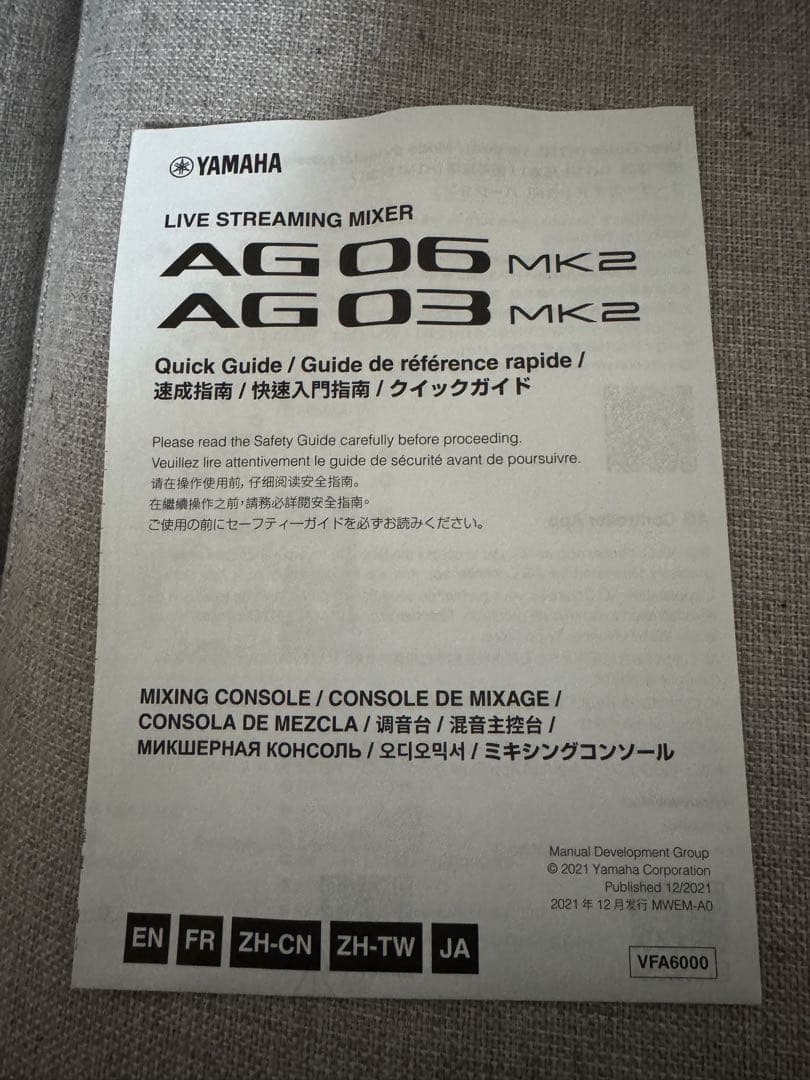 YAMAHA
LIVE STREAMING MIXER
AG06 MK2
AG03 MK2
Quick Guide / Guide de référence rapide /
速成指南 / 快速入門指南 / クイックガイド
Please read the Safety Guide carefully before proceeding.
Veuillez lire attentivement le guide de sécurité avant de poursuivre.
请在操作使用前，仔细阅读安全指南。
在繼續操作之前，請務必詳閱安全指南。
ご使用の前にセーフティーガイドを必ずお読みください。
MIXING CONSOLE / CONSOLE DE MIXAGE /
CONSOLA DE MEZCLA / 调音台 / 混音主控台 /
МИКШЕРНАЯ КОНСОЛЬ / 오디오믹서 / ミキシングコンソール
Manual Development Group
© 2021 Yamaha Corporation
Published 12/2021
2021 年 12 月发行 MWEM-A0
EN FR ZH-CN ZH-TW JA
VFA6000